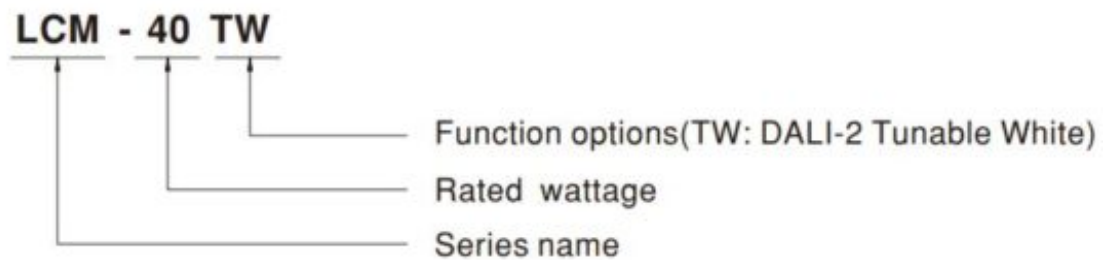 LCM - 40 TW
Function options(TW: DALI-2 Tunable White)
Rated wattage
Series name